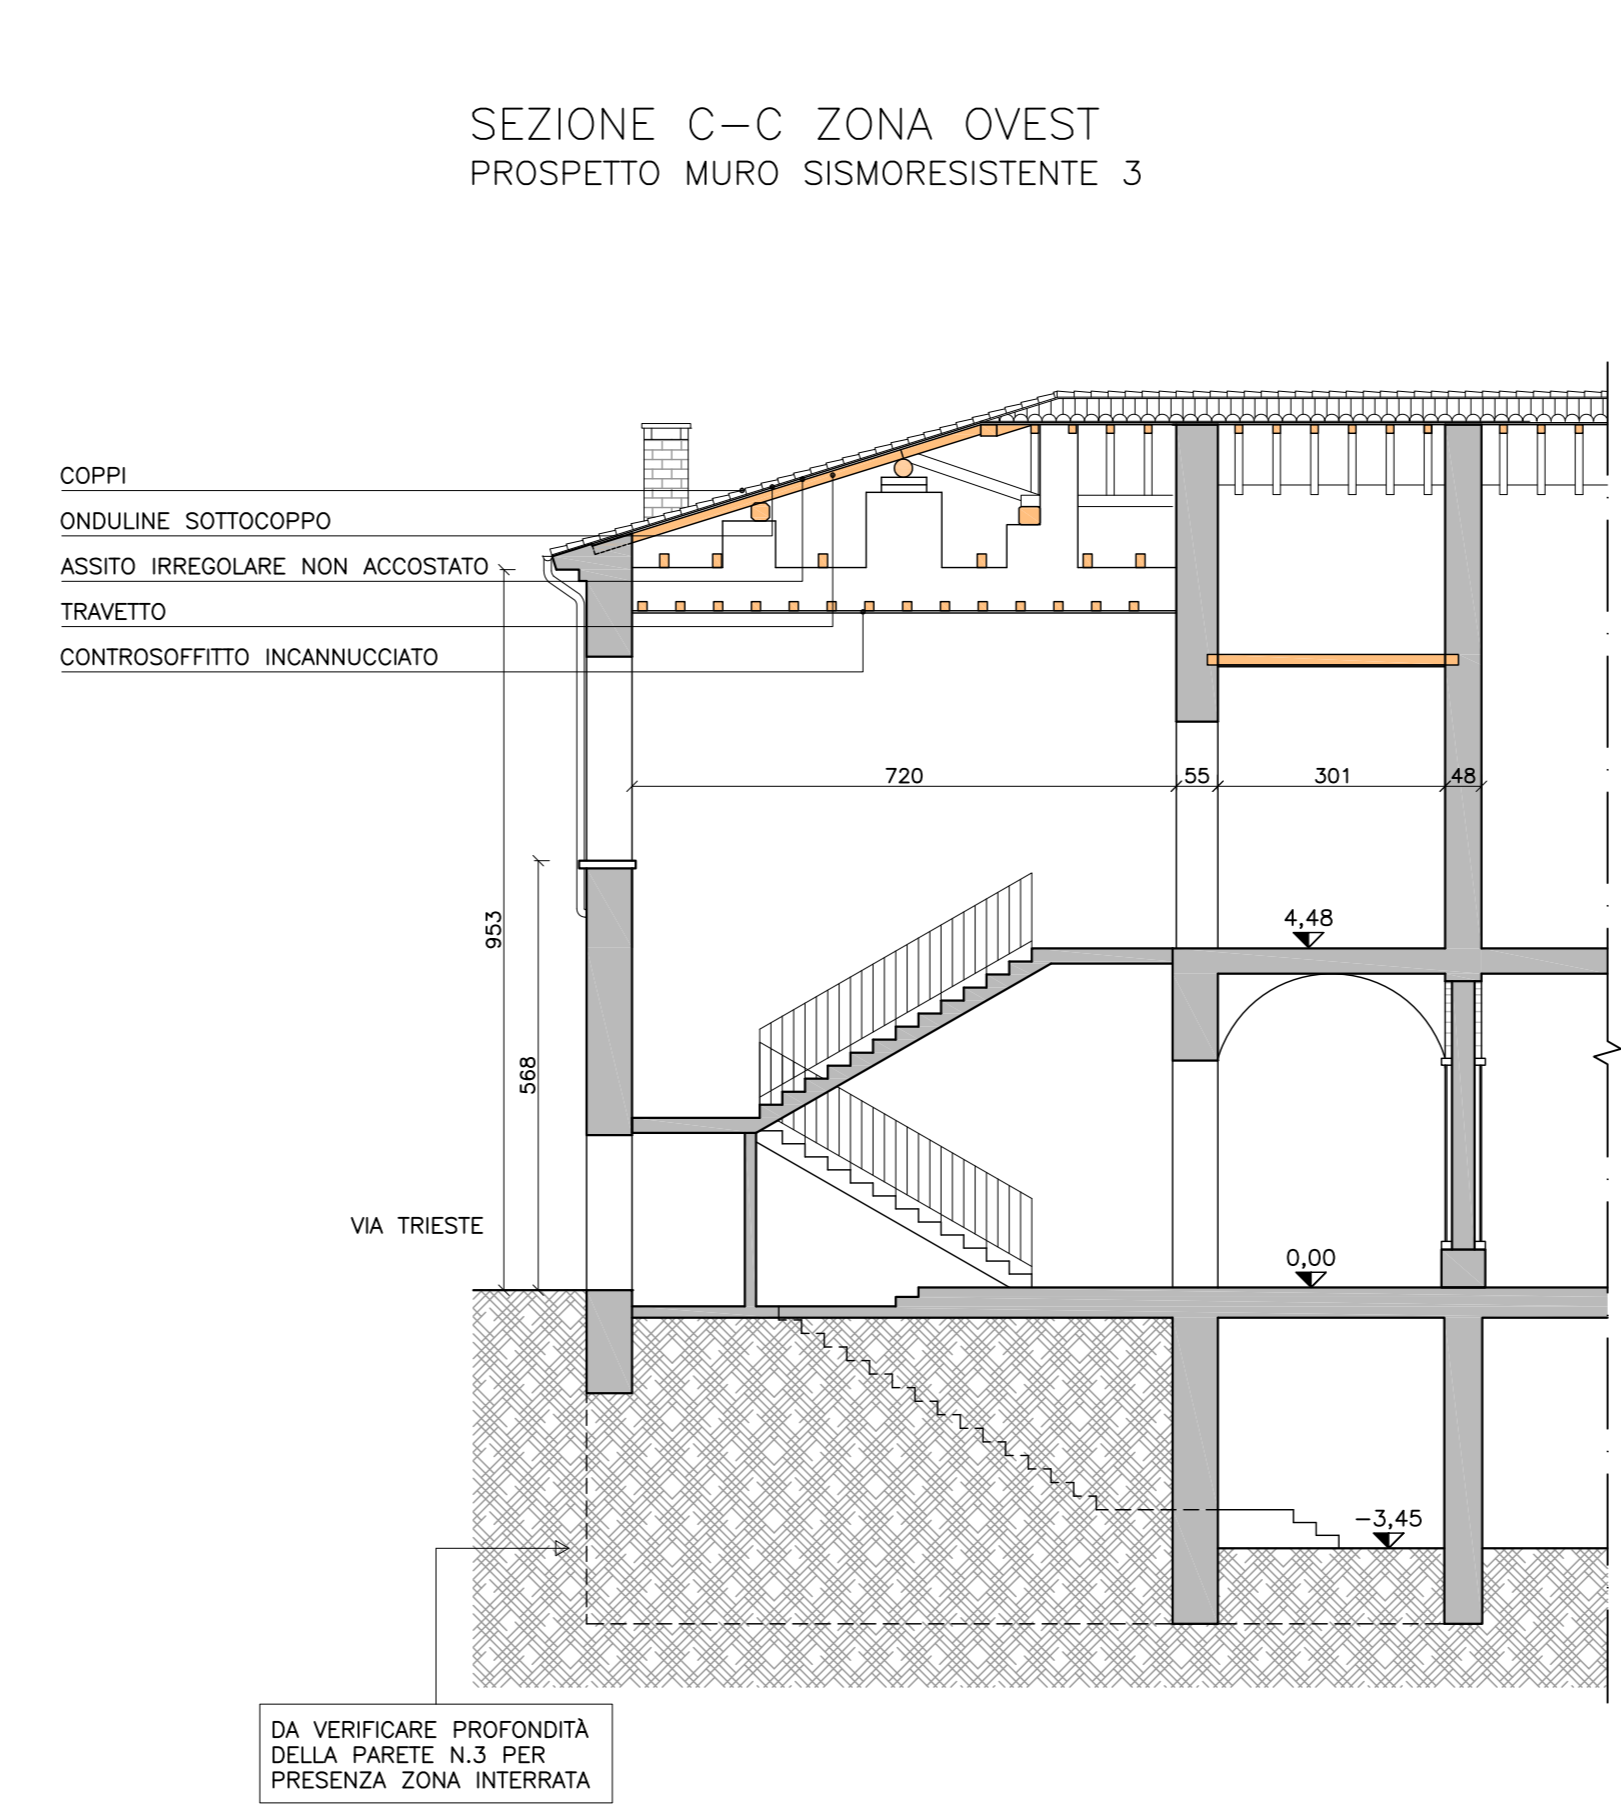 SEZIONE C–C ZONA OVEST
PROSPETTO MURO SISMORESISTENTE 3
COPPI
ONDULINE SOTTOCOPPO
ASSITO IRREGOLARE NON ACCOSTATO
TRAVETTO
CONTROSOFFITTO INCANNUCCIATO
720 55 301 48
953
568
4,48
VIA TRIESTE
0,00
–3,45
DA VERIFICARE PROFONDITÀ
DELLA PARETE N.3 PER
PRESENZA ZONA INTERRATA